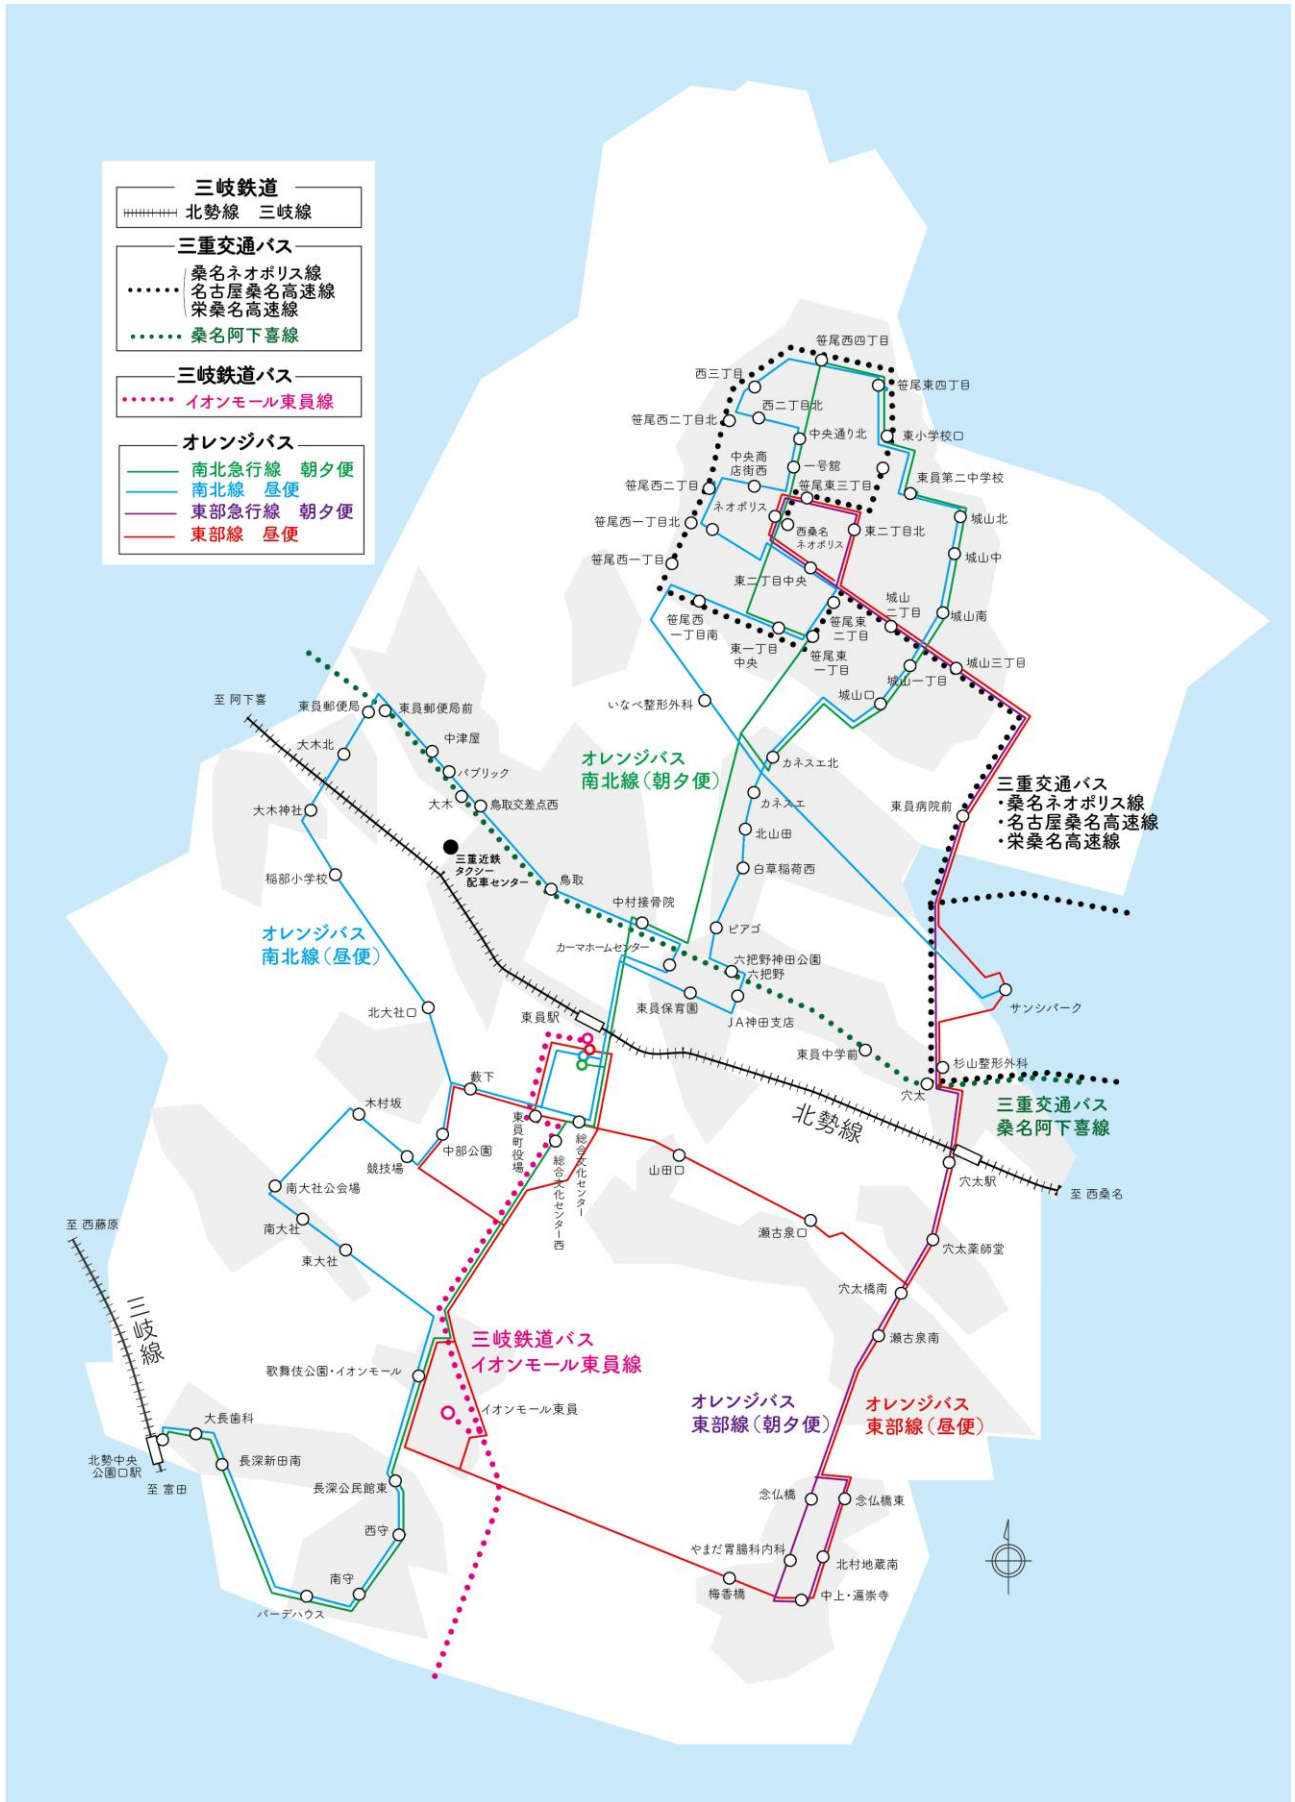 三岐鉄道
北勢線　三岐線
三重交通バス
桑名ネオポリス線
名古屋桑名高速線
栄桑名高速線
桑名阿下喜線
三岐鉄道バス
イオンモール東員線
オレンジバス
南北急行線　朝夕便
南北線　昼便
東部急行線　朝夕便
東部線　昼便
笹尾西四丁目
西三丁目
笹尾東四丁目
西二丁目北
笹尾西二丁目北
中央通り北
東小学校口
中央商
店街西
一号館
東員第二中学校
笹尾西二丁目
笹尾東三丁目
ネオポリス
城山北
笹尾西一丁目北
西桑名
ネオポリス
東二丁目北
城山中
笹尾西一丁目
東二丁目中央
城山
二丁目
城山南
笹尾西
一丁目南
笹尾東
二丁目
東一丁目
中央
笹尾東
一丁目
城山一丁目
城山三丁目
城山口
いなべ整形外科
至 阿下喜
東員郵便局
東員郵便局前
大木北
中津屋
パブリック
オレンジバス
南北線（朝夕便）
カネスエ北
三重交通バス
・桑名ネオポリス線
・名古屋桑名高速線
・栄桑名高速線
大木神社
大木
鳥取交差点西
カネスエ
東員病院前
北山田
三重近鉄
タクシー
配車センター
稲部小学校
鳥取
白草稲荷西
中村接骨院
オレンジバス
南北線（昼便）
カーマホームセンター
ピアゴ
六把野神田公園
六把野
北大社口
東員駅
東員保育園
JA神田支店
サンシパーク
東員中学前
杉山整形外科
穴太
藪下
北勢線
三重交通バス
桑名阿下喜線
木村坂
東員町役場
総合文化センター
総合文化センター西
中部公園
競技場
山田口
穴太駅
至 西桑名
南大社公会場
至 西藤原
南大社
瀬古泉口
穴太薬師堂
東大社
穴太橋南
三岐線
三岐鉄道バス
イオンモール東員線
瀬古泉南
歌舞伎公園・イオンモール
イオンモール東員
オレンジバス
東部線（朝夕便）
オレンジバス
東部線（昼便）
大長歯科
北勢中央
公園口駅
長深新田南
至 富田
長深公民館東
念仏橋
念仏橋東
西守
やまだ胃腸科内科
北村地蔵南
南守
梅香橋
中上・遍崇寺
パーデハウス